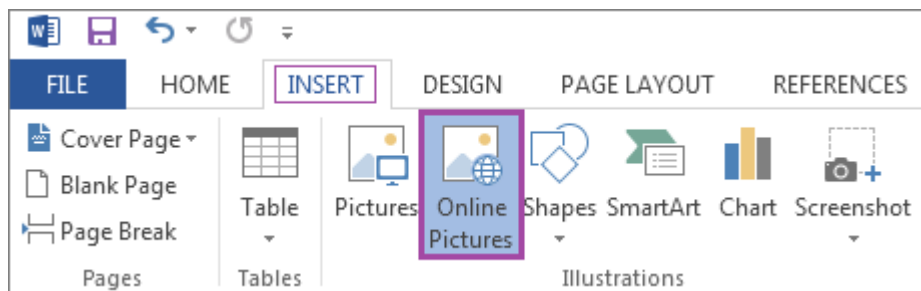 FILE HOME INSERT DESIGN PAGE LAYOUT REFERENCES
Cover Page
Blank Page
Page Break
Table
Pictures
Online
Pictures
Shapes
SmartArt
Chart
Screenshot
Pages Tables Illustrations